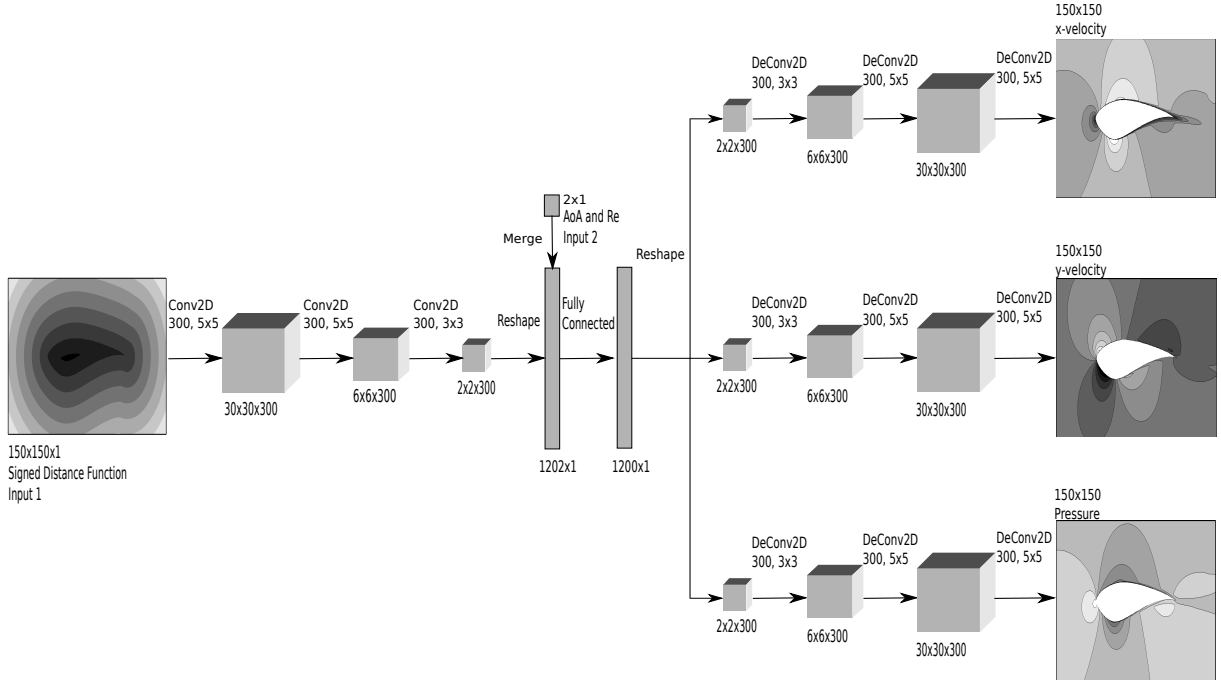 150x150x1
Signed Distance Function
Input 1
Conv2D
300, 5x5
30x30x300
Conv2D
300, 5x5
6x6x300
Conv2D
300, 3x3
2x2x300
Reshape
2x1
AoA and Re
Input 2
Merge
1202x1
Fully
Connected
1200x1
Reshape
2x2x300
DeConv2D
300, 3x3
6x6x300
DeConv2D
300, 5x5
30x30x300
DeConv2D
300, 5x5
150x150
x-velocity
2x2x300
DeConv2D
300, 3x3
6x6x300
DeConv2D
300, 5x5
30x30x300
DeConv2D
300, 5x5
150x150
y-velocity
2x2x300
DeConv2D
300, 3x3
6x6x300
DeConv2D
300, 5x5
30x30x300
DeConv2D
300, 5x5
150x150
Pressure